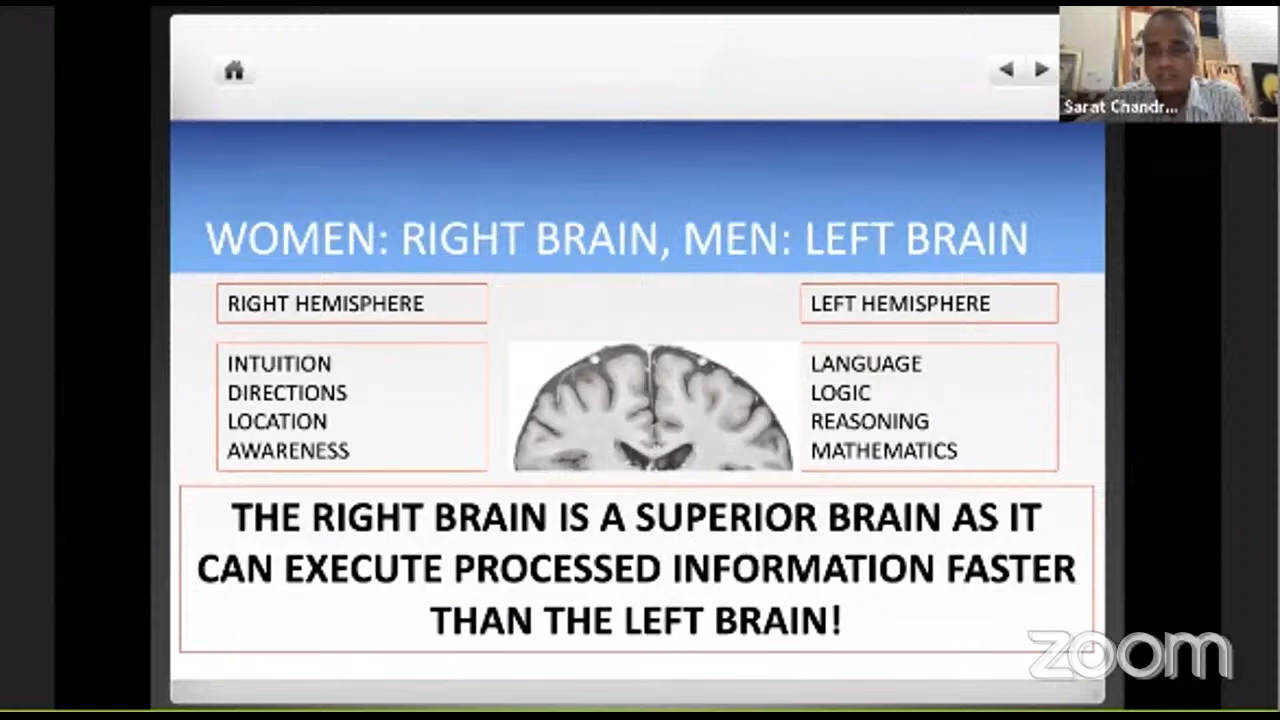 Sarat Chandr...
WOMEN: RIGHT BRAIN, MEN: LEFT BRAIN
RIGHT HEMISPHERE
LEFT HEMISPHERE
INTUITION
DIRECTIONS
LOCATION
AWARENESS
LANGUAGE
LOGIC
REASONING
MATHEMATICS
THE RIGHT BRAIN IS A SUPERIOR BRAIN AS IT
CAN EXECUTE PROCESSED INFORMATION FASTER
THAN THE LEFT BRAIN!
zoom